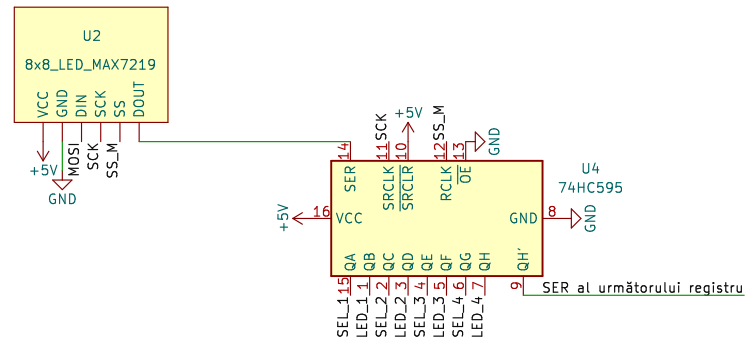 U2
8x8_LED_MAX7219
VCC
GND
DIN
SCK
SS
DOUT
+5V
GND
MOSI
SCK
SS_M
SCK
+5V
SS_M
GND
14
11
10
12
13
SER
SRCLK
SRCLR
RCLK
OE
U4
74HC595
+5V
16
VCC
GND
8
GND
QA
QB
QC
QD
QE
QF
QG
QH
QH´
15
1
2
3
4
5
6
7
9
SEL_1
LED_1
SEL_2
LED_2
SEL_3
LED_3
SEL_4
LED_4
SER al următorului registru